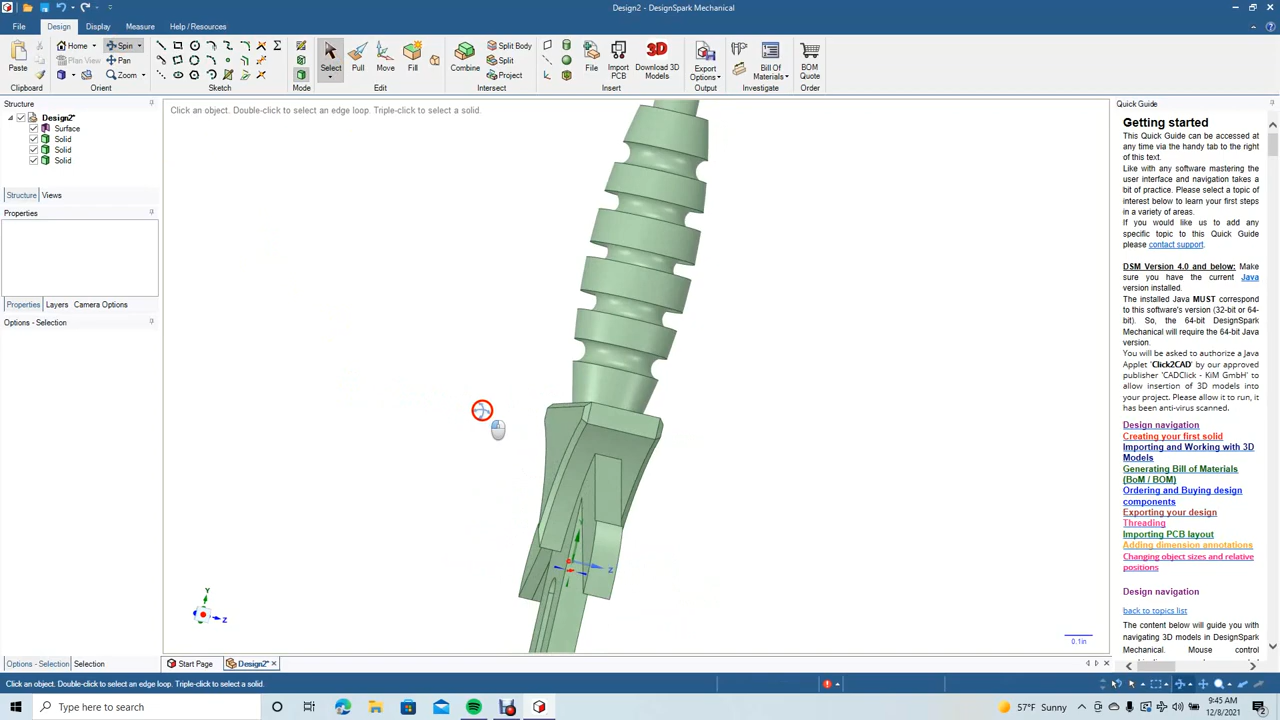 Design2 - DesignSpark Mechanical
File
Design
Display
Measure
Help / Resources
Paste
Clipboard
Home
Spin
Plan View
Pan
Zoom
Orient
Sketch
Mode
Select
Pull
Move
Fill
Edit
Combine
Split Body
Split
Project
Intersect
File
Import
PCB
Download 3D
Models
Insert
3D
Export
Options
Output
Bill Of
Materials
Investigate
BOM
Quote
Order
Structure
Design2*
Surface
Solid
Solid
Solid
Structure
Views
Properties
Properties
Layers
Camera Options
Options - Selection
Options - Selection
Selection
Click an object. Double-click to select an edge loop. Triple-click to select a solid.
Y
Z
Y
Z
0.1in
Start Page
Design2*
Quick Guide
Getting started
This Quick Guide can be accessed at
any time via the handy tab to the right
of this text.
Like with any software mastering the
user interface and navigation takes a
bit of practice. Please select a topic of
interest below to learn your first steps
in a variety of areas.
If you would like us to add any
specific topic to this Quick Guide
please contact support.
DSM Version 4.0 and below: Make
sure you have the current Java
version installed.
The installed Java MUST correspond
to this software's version (32-bit or 64-
bit). So, the 64-bit DesignSpark
Mechanical will require the 64-bit Java
version.
You will be asked to authorize a Java
Applet 'Click2CAD' by our approved
publisher 'CADClick - KiM GmbH' to
allow insertion of 3D models into
your project. Please allow it to run, it
has been anti-virus scanned.
Design navigation
Creating your first solid
Importing and Working with 3D
Models
Generating Bill of Materials
(BoM / BOM)
Ordering and Buying design
components
Exporting your design
Threading
Importing PCB layout
Adding dimension annotations
Changing object sizes and relative
positions
Design navigation
back to topics list
The content below will guide you with
navigating 3D models in DesignSpark
Mechanical. Mouse control
Click an object. Double-click to select an edge loop. Triple-click to select a solid.
Type here to search
57°F Sunny
9:45 AM
12/8/2021